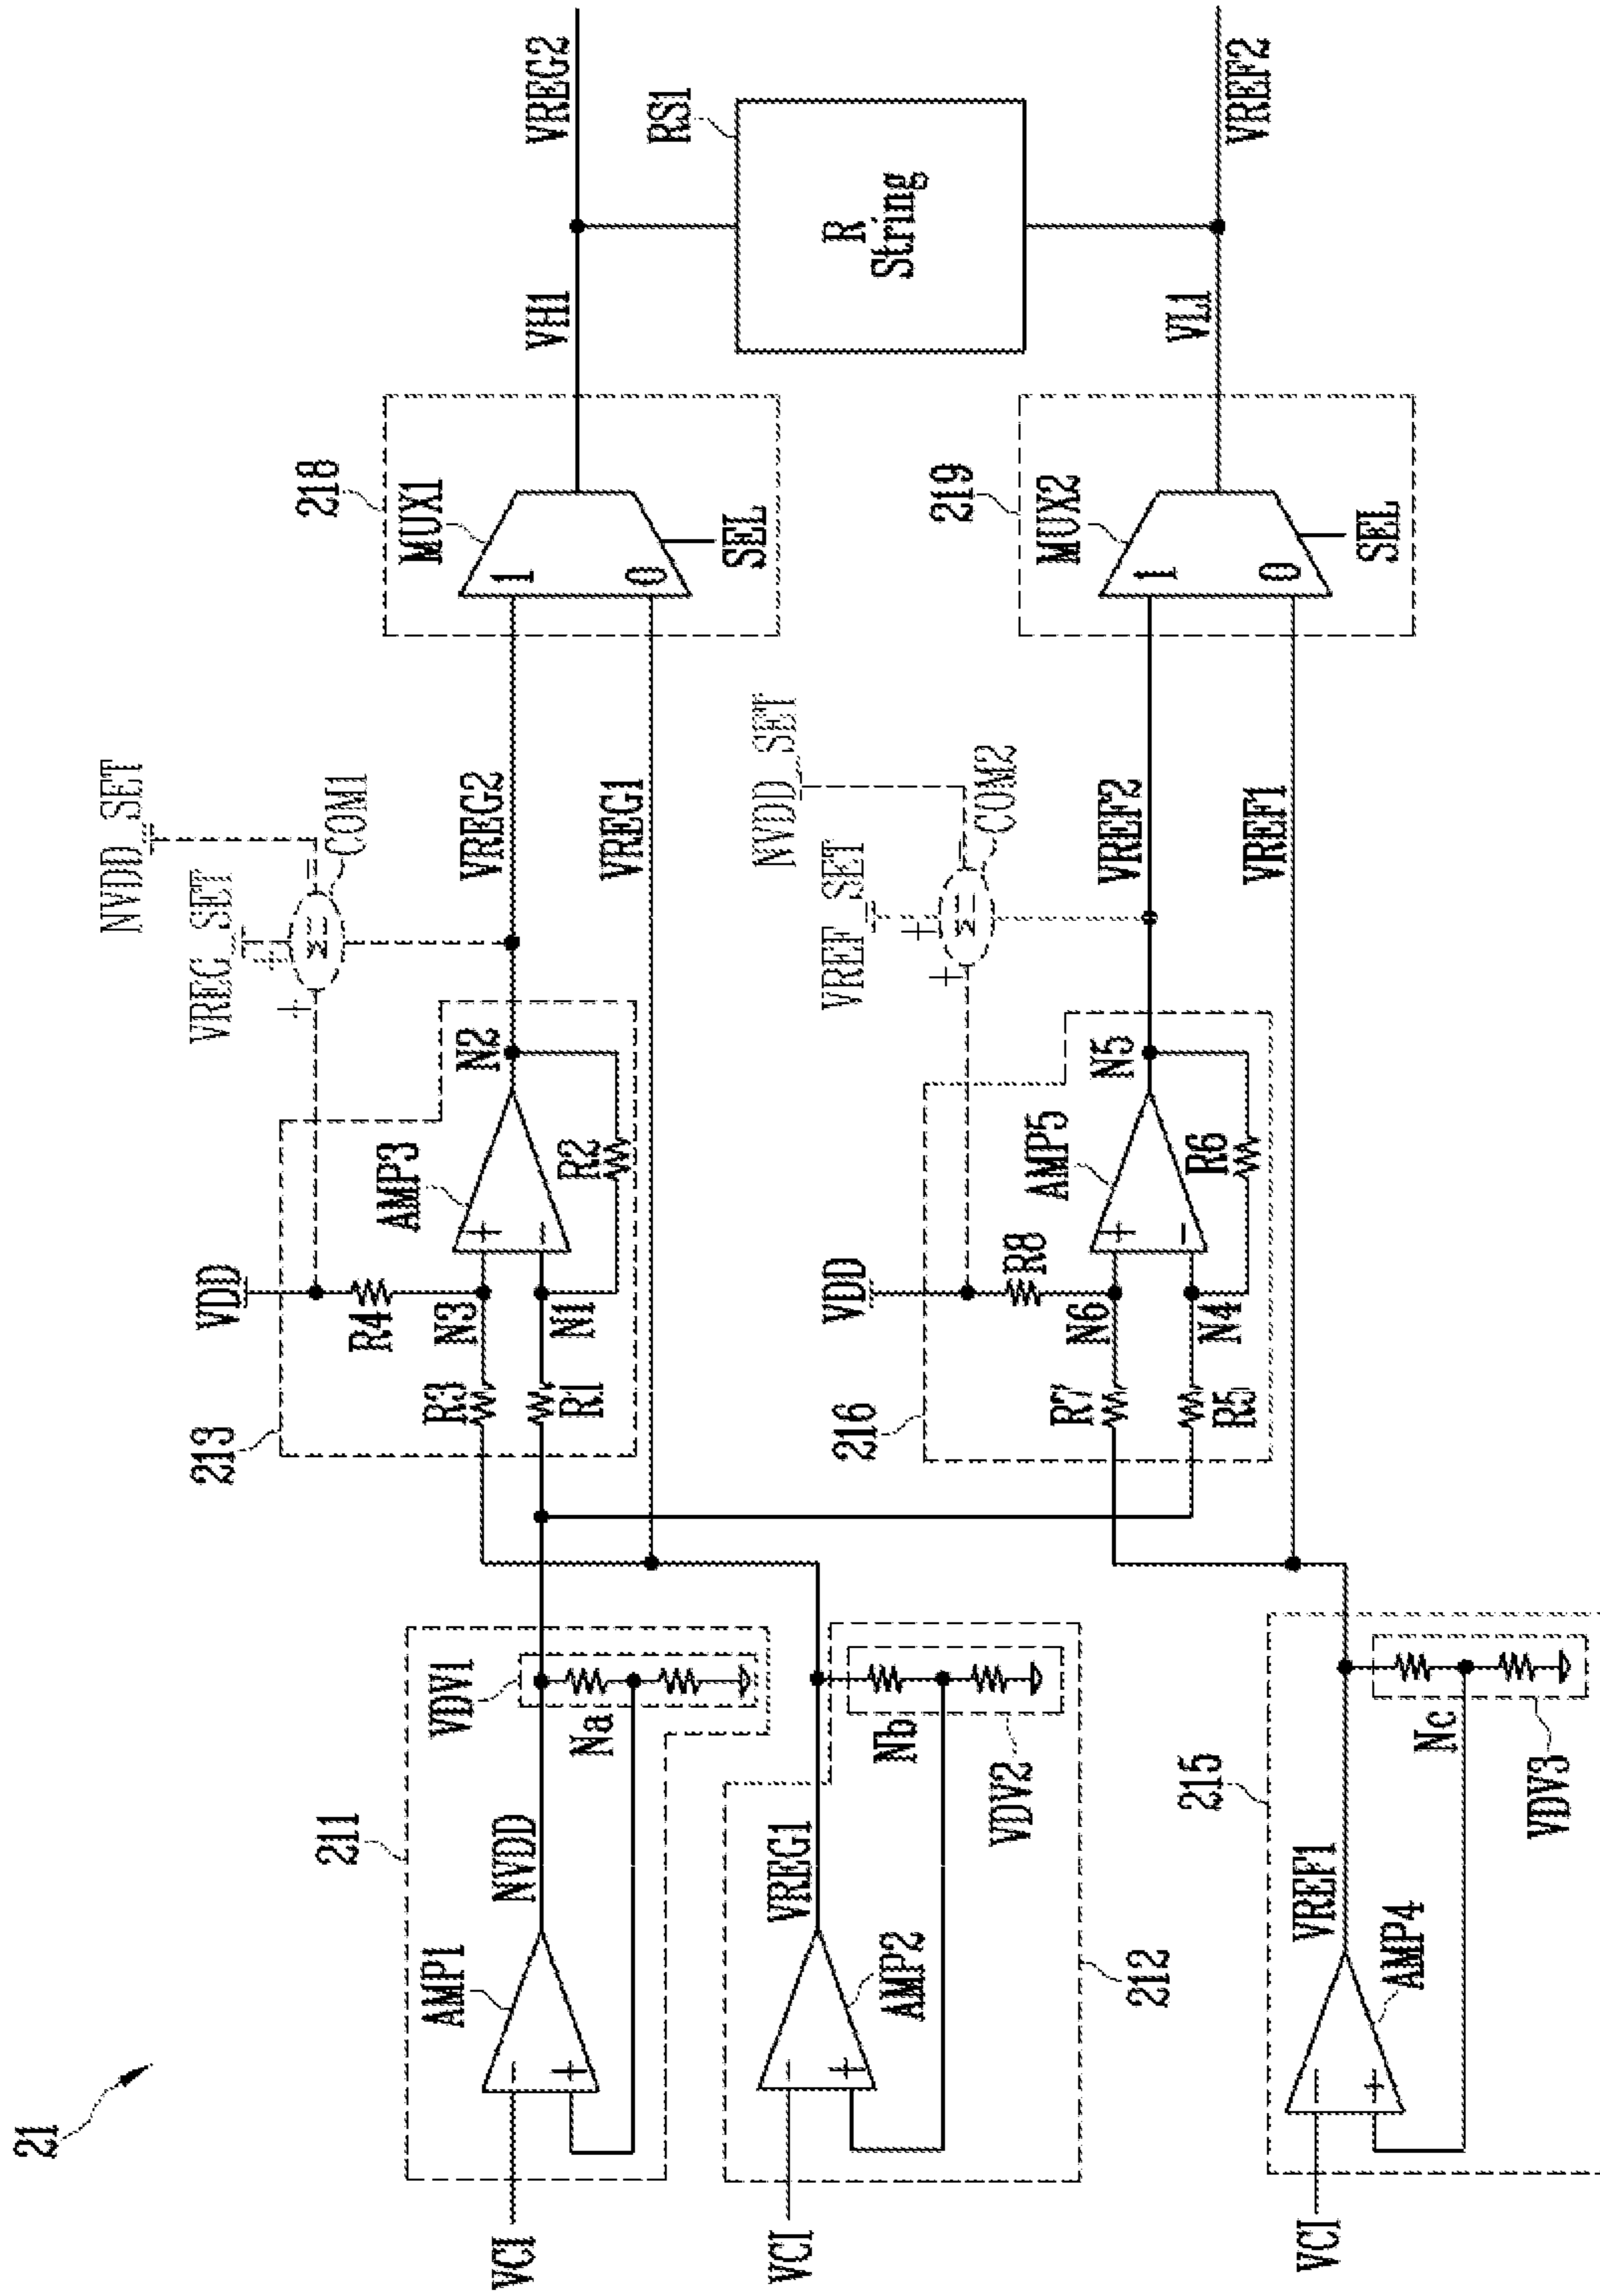 21
VCI
AMP1
−
+
NVDD
211
VDV1
Na
VCI
AMP2
−
+
VREG1
212
VDV2
Nb
VCI
AMP4
−
+
VREF1
215
VDV3
Nc
213
VDD
R4
R3
N3
R1
N1
AMP3
+
−
R2
N2
VREG_SET
NVDD_SET
+
+
−
Σ
COM1
VREG2
VREG1
216
VDD
R8
R7
N6
R5
N4
AMP5
+
-
R6
N5
VREF_SET
NVDD_SET
+
+
−
Σ
COM2
VREF2
VREF1
218
MUX1
1
0
SEL
VH1
VREG2
219
MUX2
1
0
SEL
VL1
VREF2
RS1
R
String